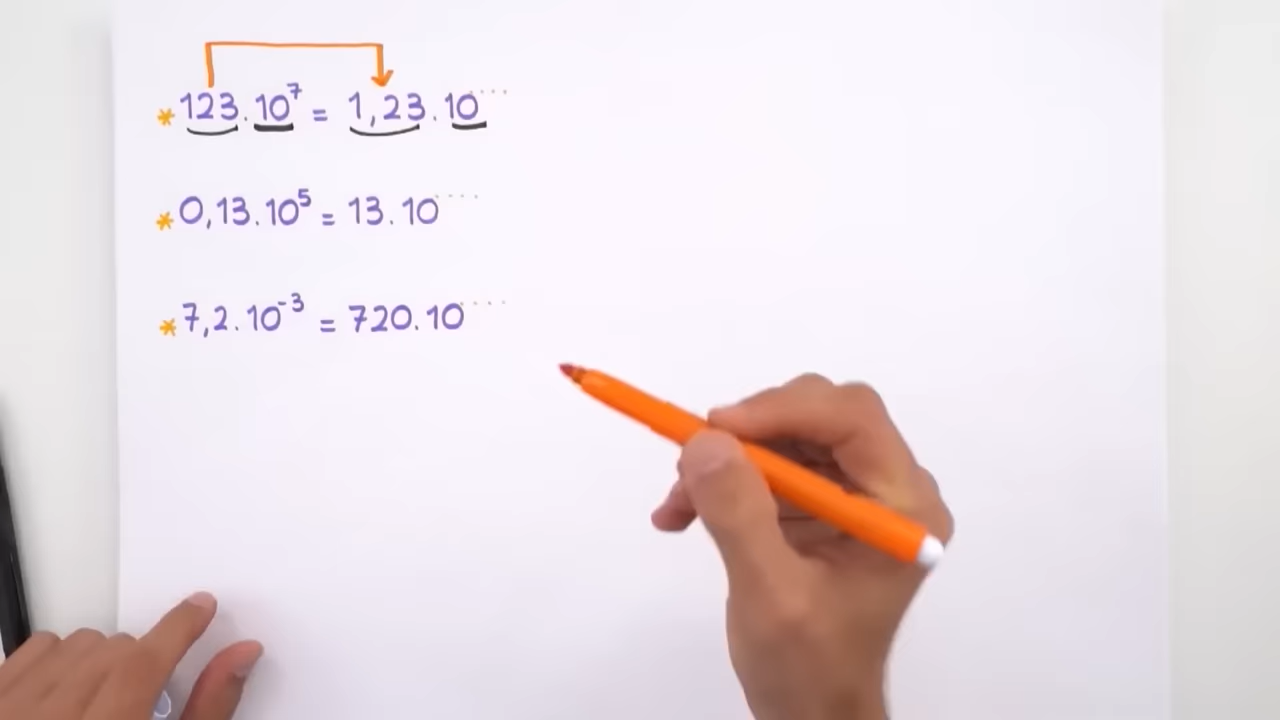 * 123.10⁷ = 1,23.10....
* 0,13.10⁵ = 13.10....
* 7,2.10⁻³ = 720.10....